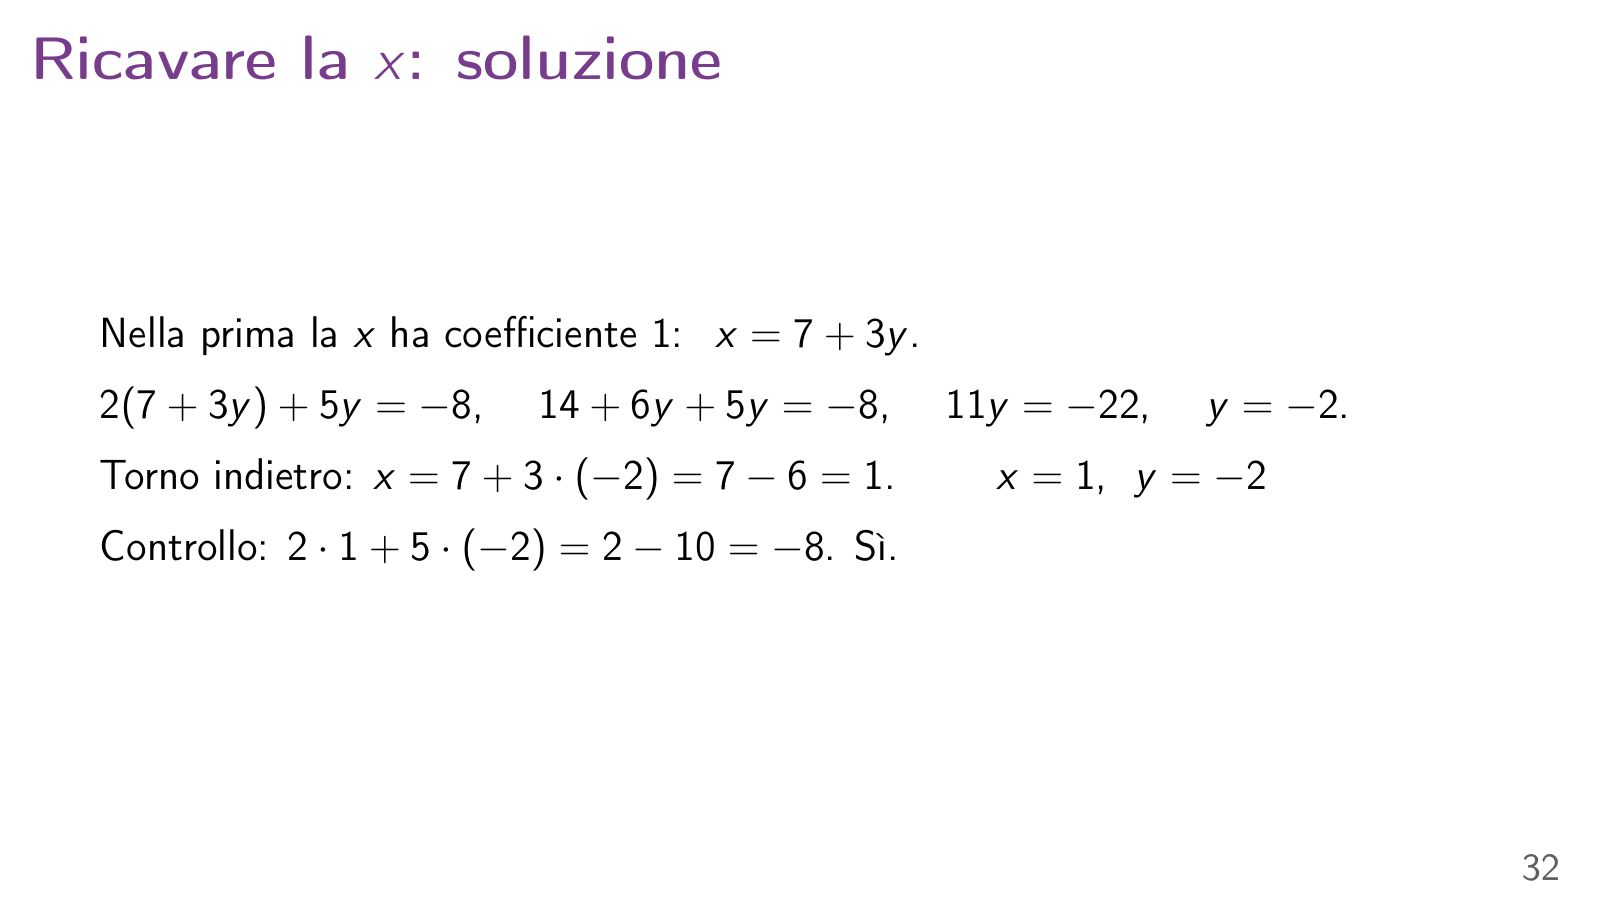 Ricavare la x: soluzione
Nella prima la x ha coefficiente 1: x = 7 + 3y.
2(7 + 3y) + 5y = −8, 14 + 6y + 5y = −8, 11y = −22, y = −2.
Torno indietro: x = 7 + 3 · (−2) = 7 − 6 = 1. x = 1, y = −2
Controllo: 2 · 1 + 5 · (−2) = 2 − 10 = −8. Sì.
32